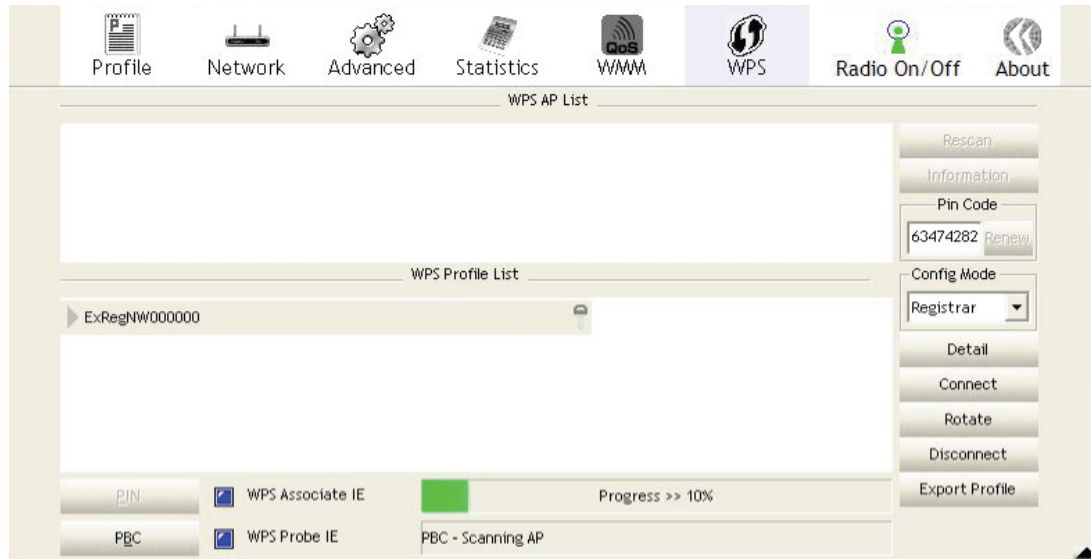 Profile Network Advanced Statistics QoS WMM WPS Radio On/Off About
WPS AP List
Rescan
Information
Pin Code
63474282 Renew
WPS Profile List
Config Mode
ExRegNW000000
Registrar
Detail
Connect
Rotate
Disconnect
Export Profile
PIN WPS Associate IE Progress >> 10%
PBC WPS Probe IE PBC - Scanning AP